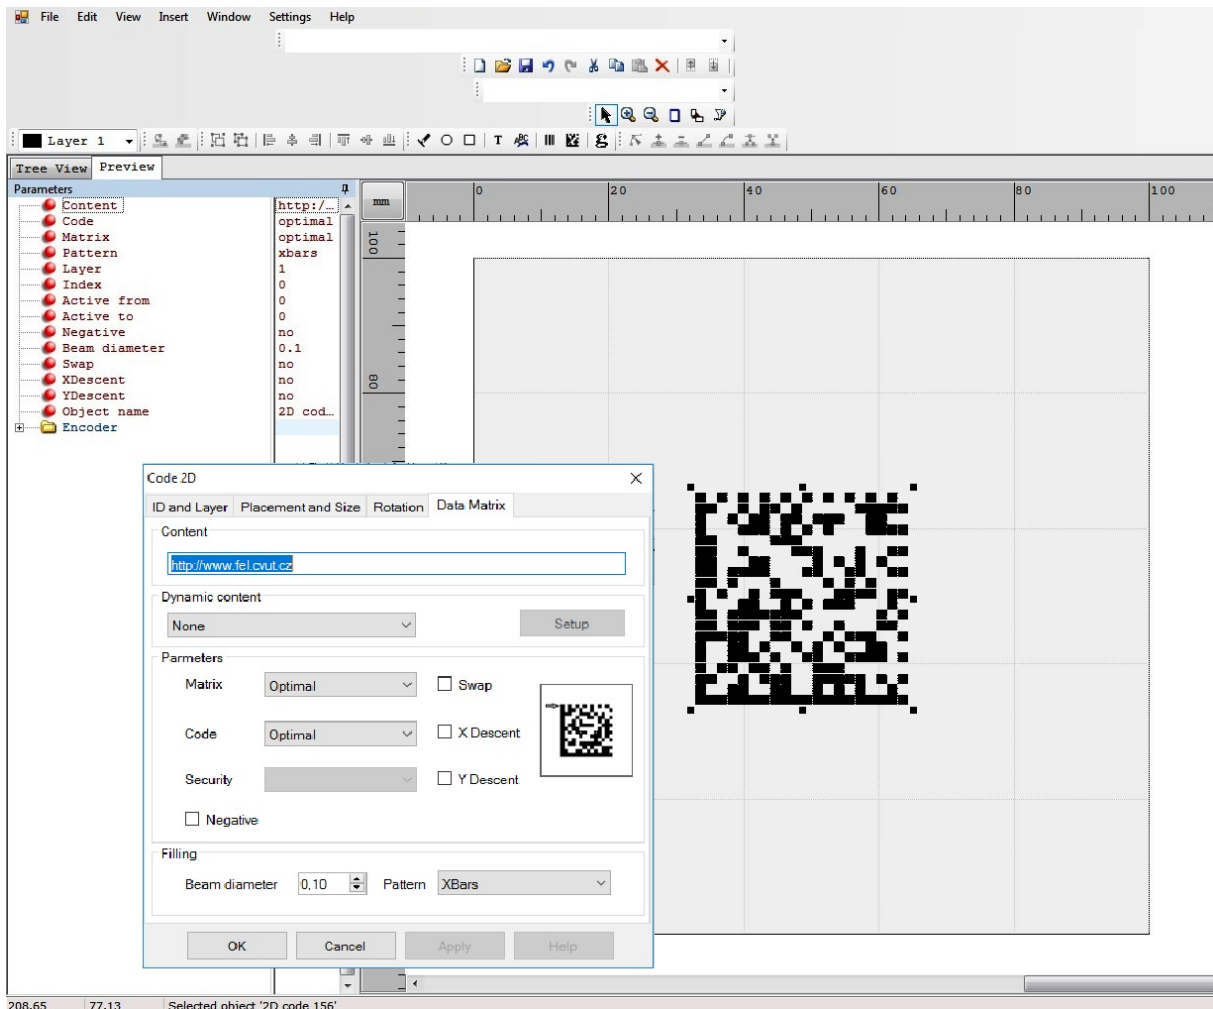 File Edit View Insert Window Settings Help
Layer 1
Tree View Preview
Parameters
Content http:/…
Code optimal
Matrix optimal
Pattern xbars
Layer 1
Index 0
Active from 0
Active to 0
Negative no
Beam diameter 0.1
Swap no
XDescent no
YDescent no
Object name 2D cod…
Encoder
mm
0 20 40 60 80 100
100
80
Code 2D
ID and Layer Placement and Size Rotation Data Matrix
Content
http://www.fel.cvut.cz
Dynamic content
None Setup
Parmeters
Matrix Optimal Swap
Code Optimal X Descent
Security Y Descent
Negative
Filling
Beam diameter 0,10 Pattern XBars
OK Cancel Apply Help
208.65 77.13 Selected object '2D code 156'